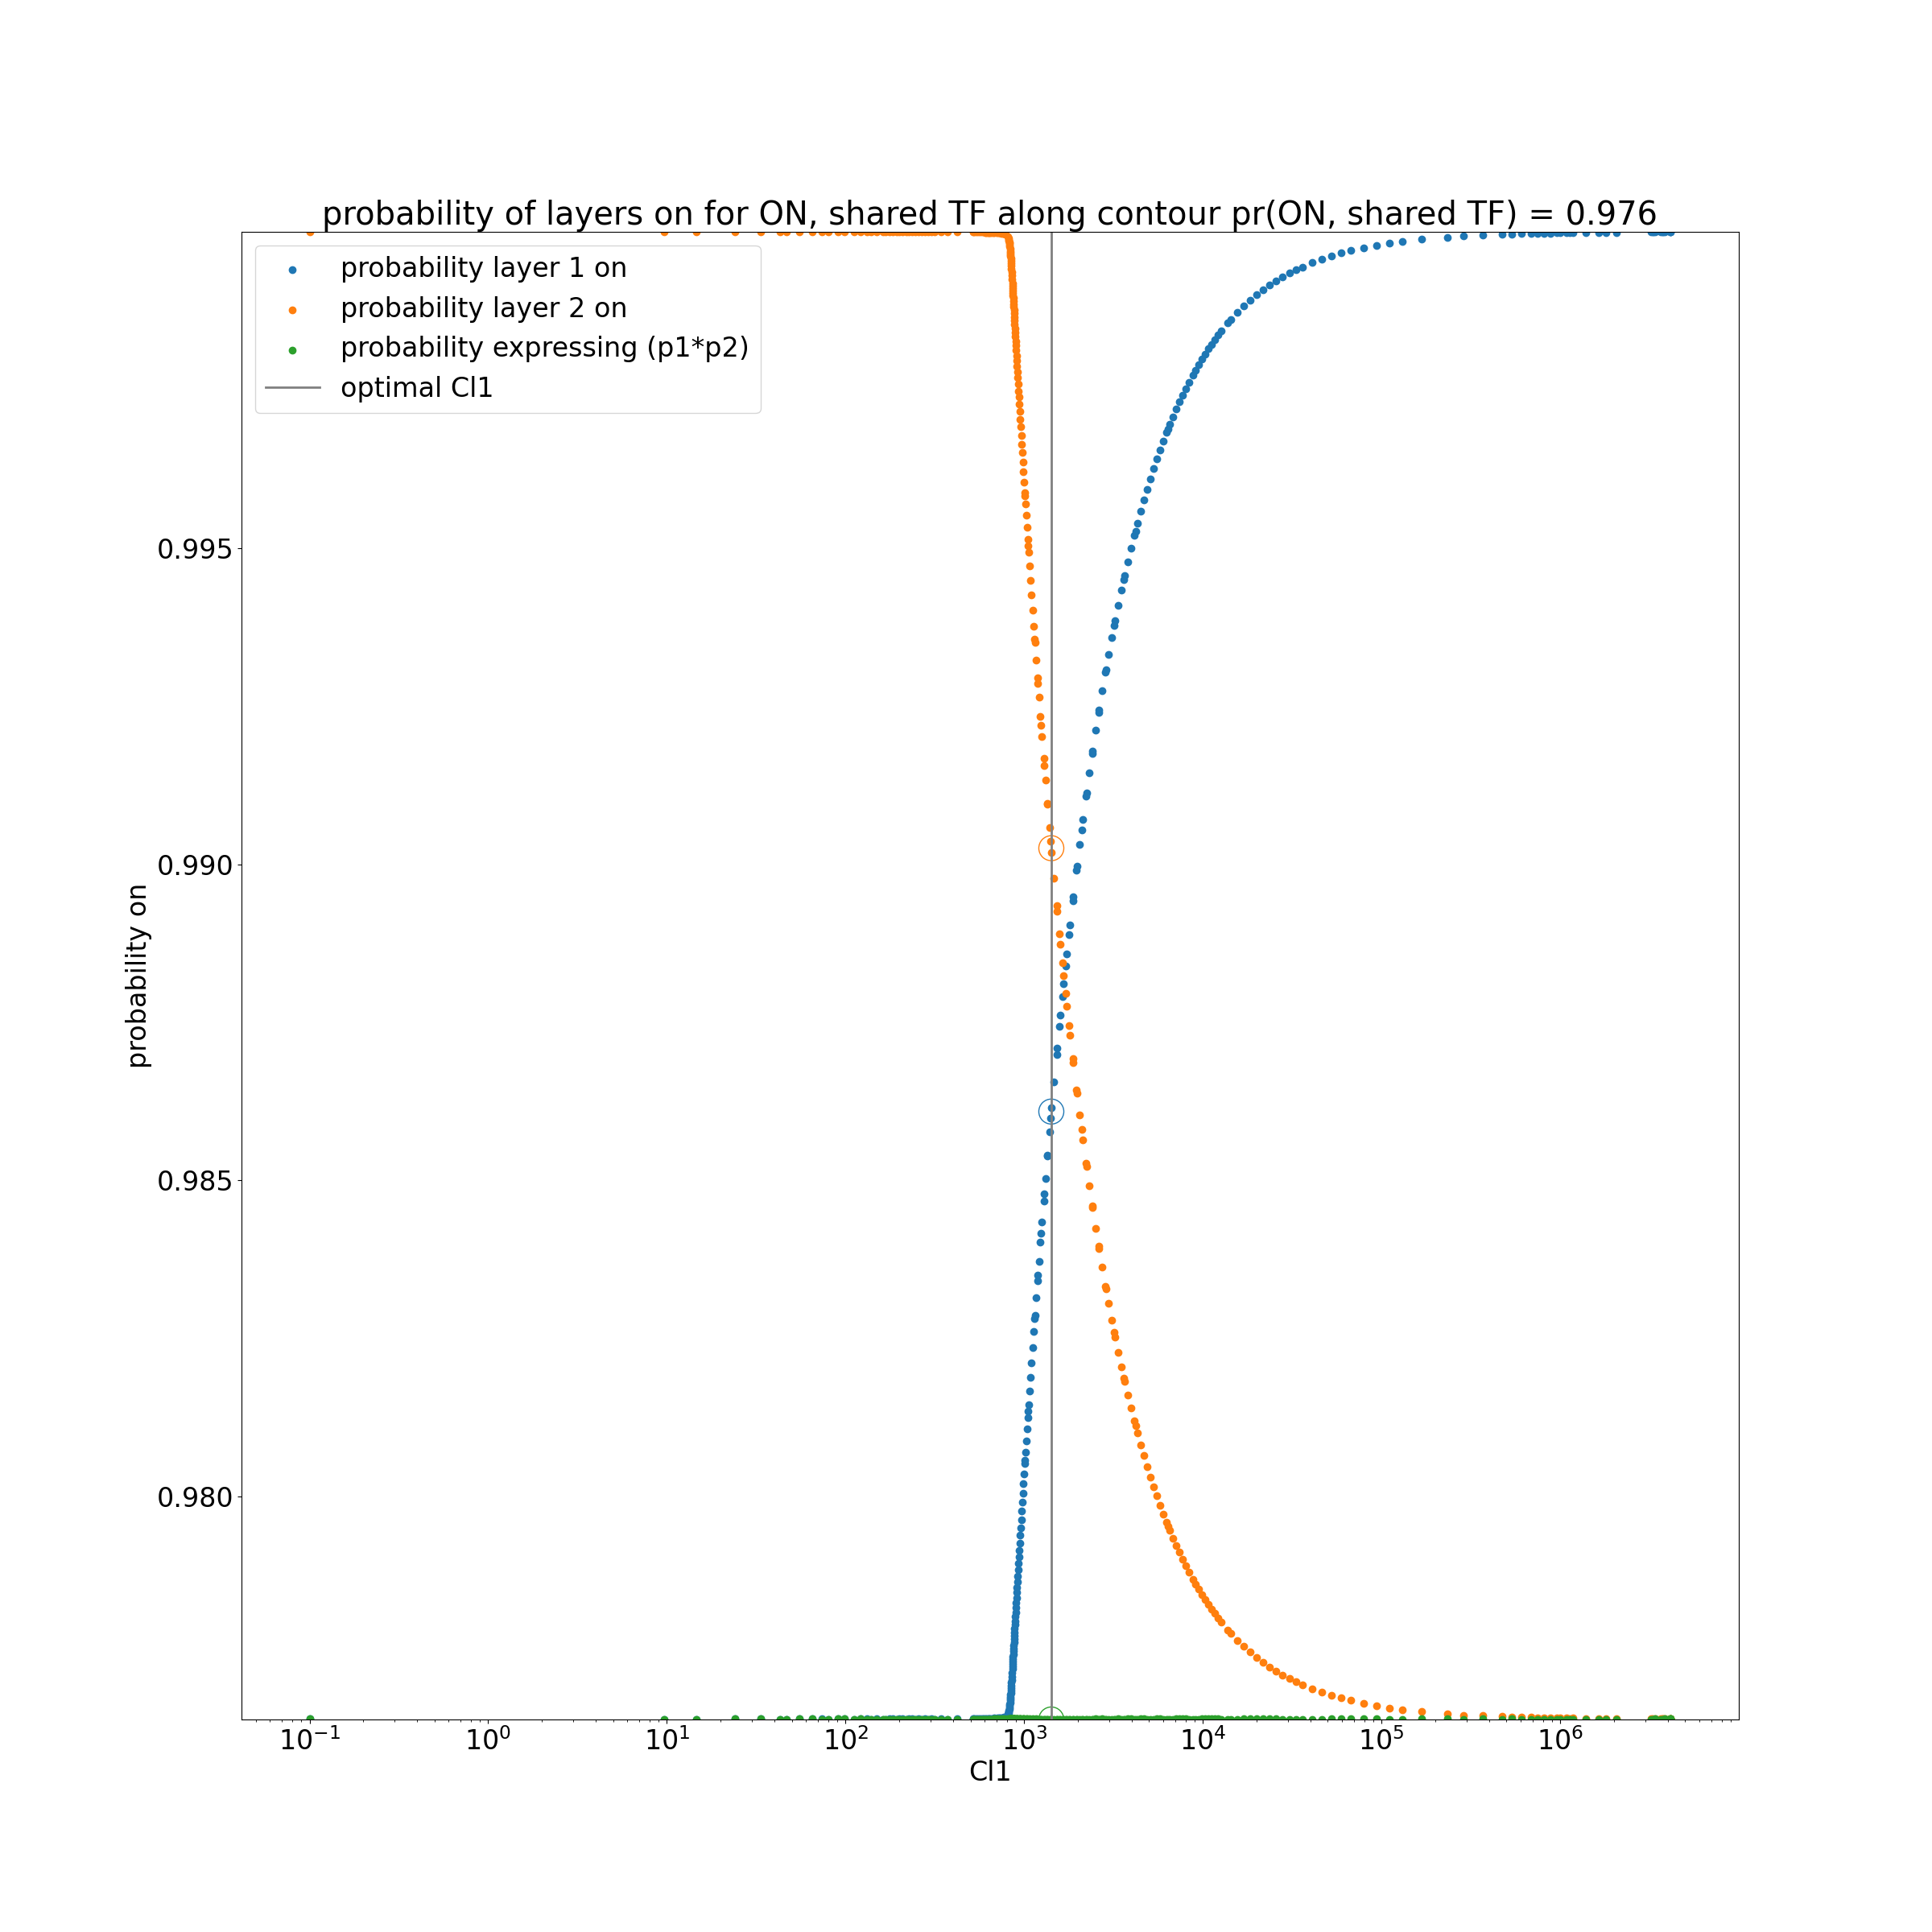 probability of layers on for ON, shared TF along contour pr(ON, shared TF) = 0.976
probability layer 1 on
probability layer 2 on
probability expressing (p1*p2)
optimal Cl1
0.995
0.990
0.985
0.980
probability on
10⁻¹ 10⁰ 10¹ 10² 10³ 10⁴ 10⁵ 10⁶
Cl1